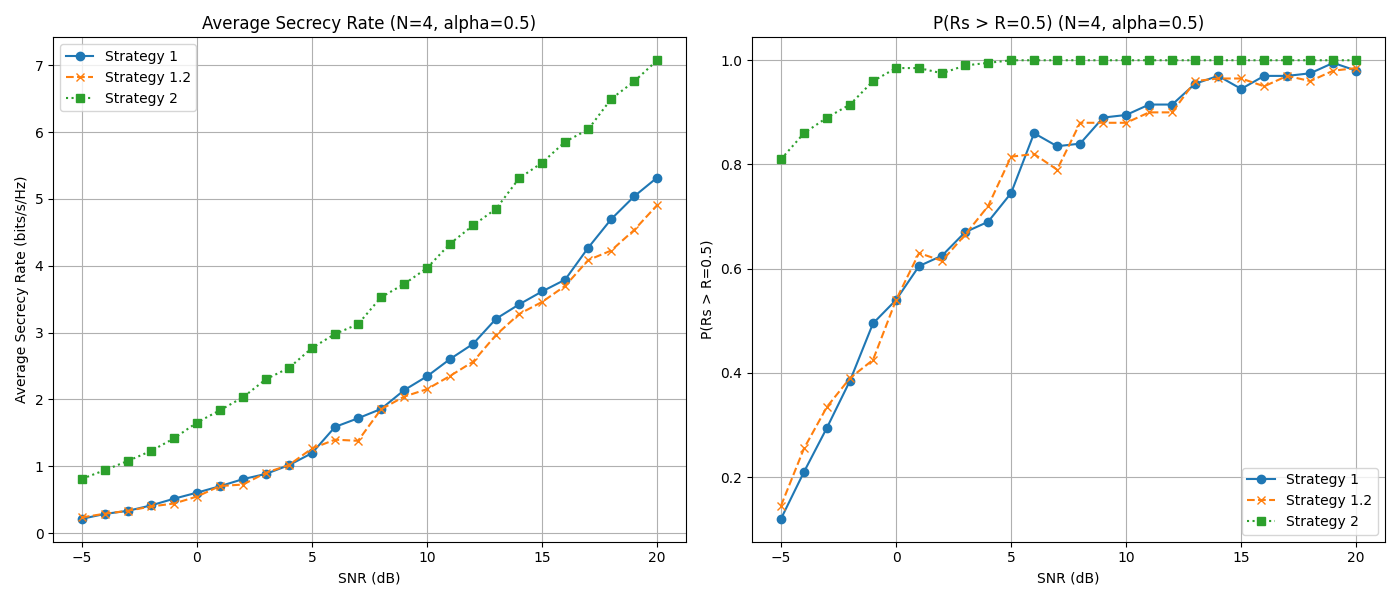 Average Secrecy Rate (N=4, alpha=0.5)
Strategy 1
Strategy 1.2
Strategy 2
Average Secrecy Rate (bits/s/Hz)
7
6
5
4
3
2
1
0
−5 0 5 10 15 20
SNR (dB)
P(Rs > R=0.5) (N=4, alpha=0.5)
P(Rs > R=0.5)
1.0
0.8
0.6
0.4
0.2
Strategy 1
Strategy 1.2
Strategy 2
−5 0 5 10 15 20
SNR (dB)